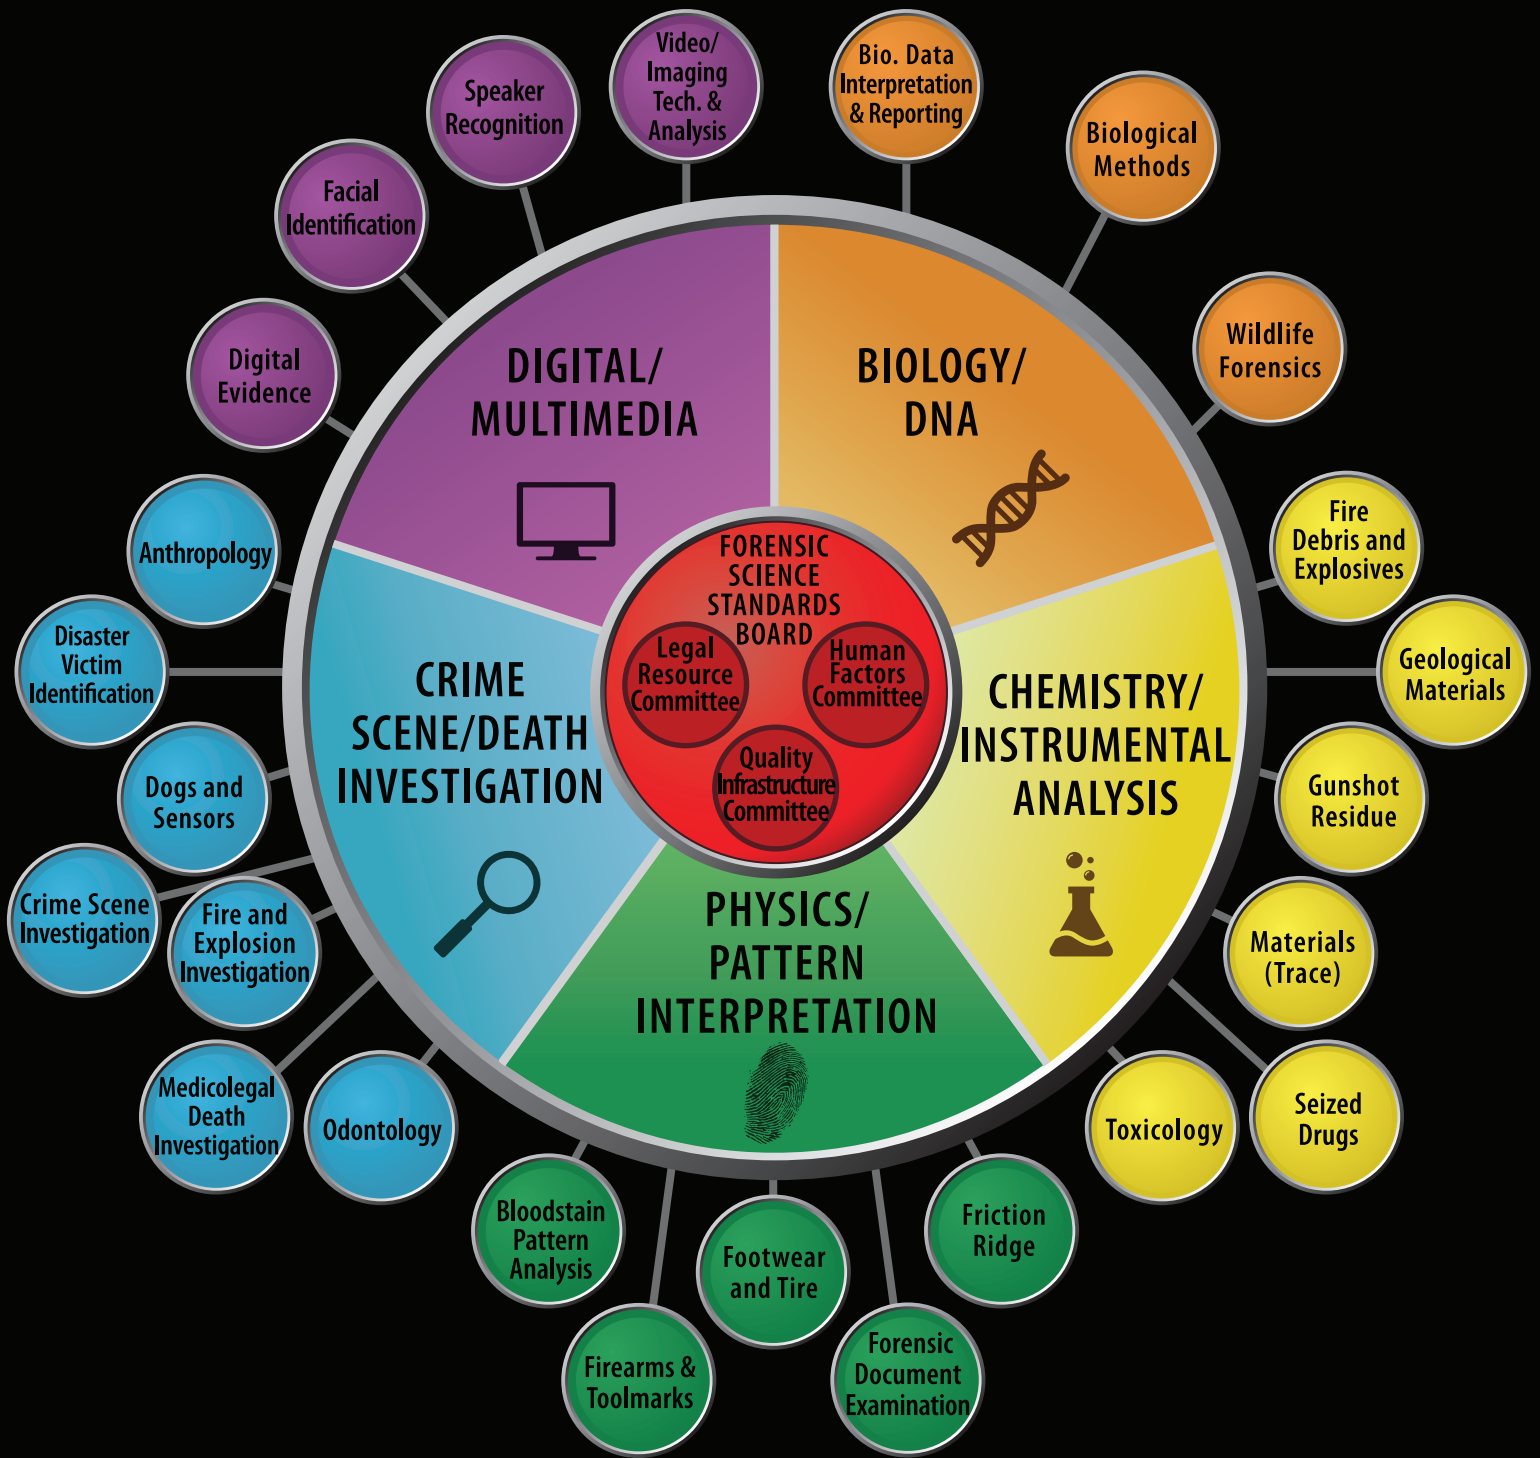 Video/
Imaging
Tech. &
Analysis
Bio. Data
Interpretation
& Reporting
Speaker
Recognition
Biological
Methods
Facial
Identification
Wildlife
Forensics
Digital
Evidence
DIGITAL/
MULTIMEDIA
BIOLOGY/
DNA
Anthropology
Fire
Debris and
Explosives
FORENSIC
SCIENCE
STANDARDS
BOARD
Legal
Resource
Committee
Human
Factors
Committee
Quality
Infrastructure
Committee
Disaster
Victim
Identification
Geological
Materials
CRIME
SCENE/DEATH
INVESTIGATION
CHEMISTRY/
INSTRUMENTAL
ANALYSIS
Dogs and
Sensors
Gunshot
Residue
Crime Scene
Investigation
Fire and
Explosion
Investigation
Materials
(Trace)
PHYSICS/
PATTERN
INTERPRETATION
Medicolegal
Death
Investigation
Odontology
Toxicology
Seized
Drugs
Bloodstain
Pattern
Analysis
Footwear
and Tire
Friction
Ridge
Firearms &
Toolmarks
Forensic
Document
Examination